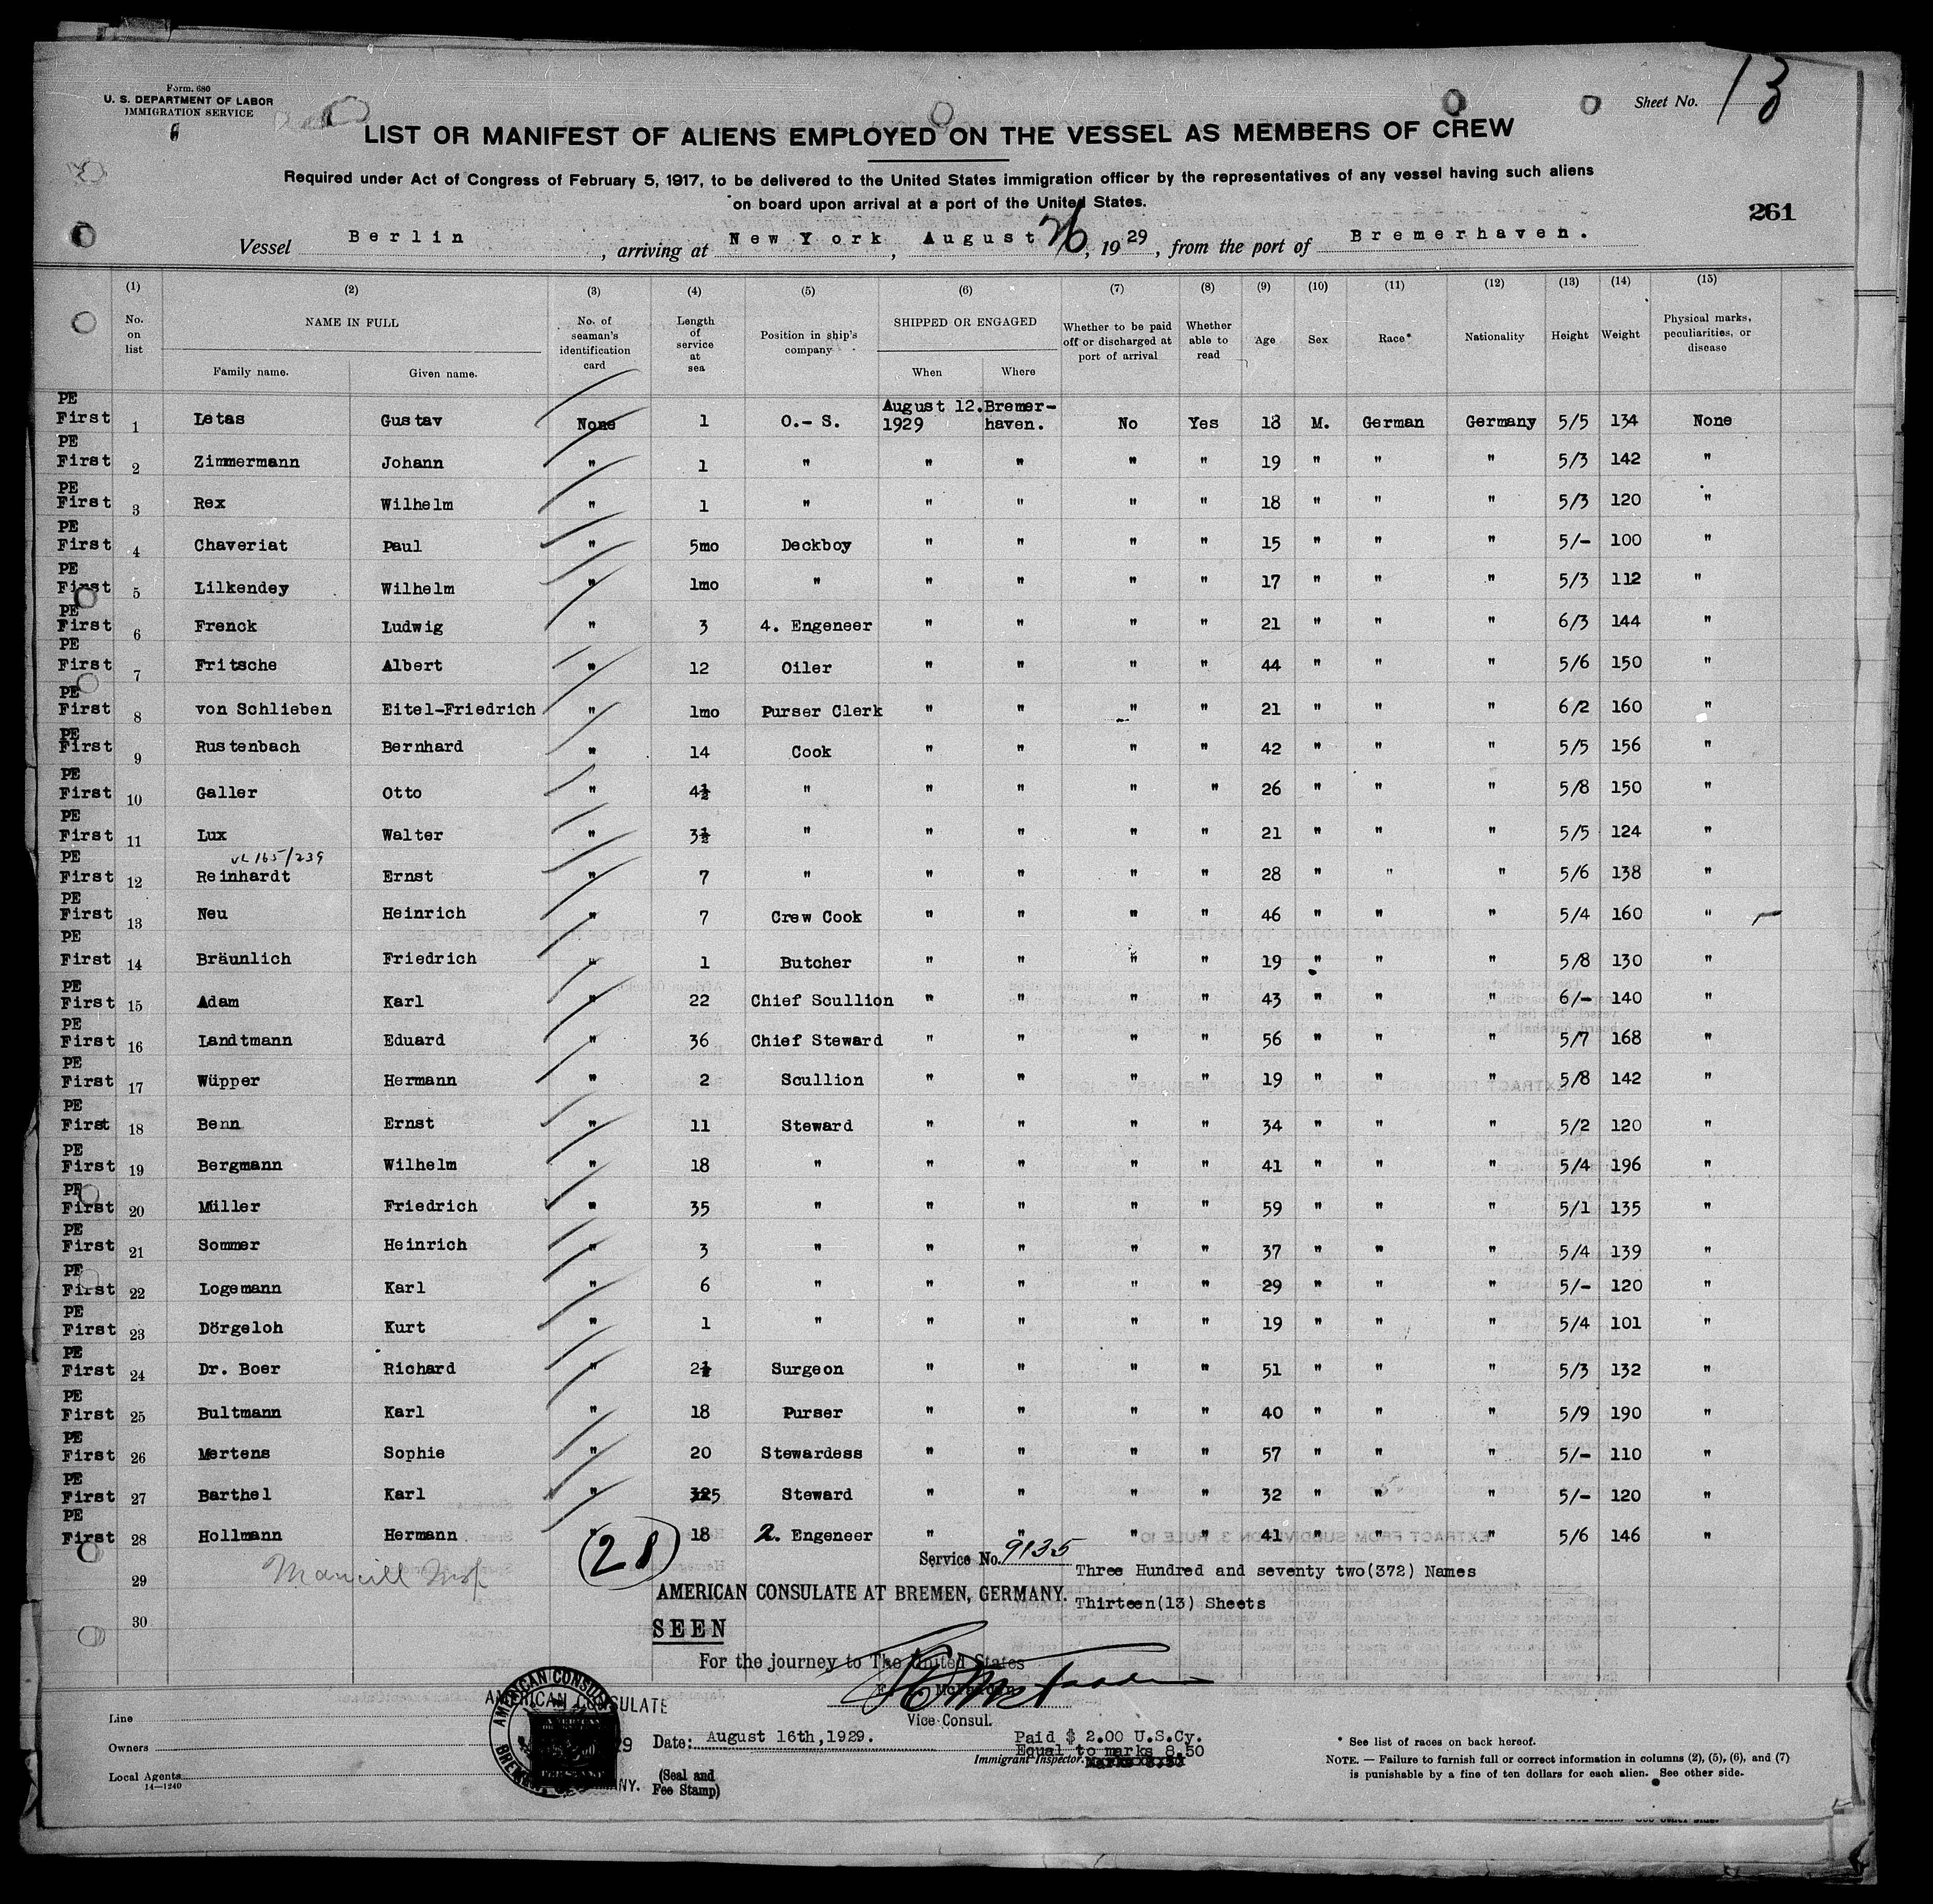 Form. 680
U. S. DEPARTMENT OF LABOR
IMMIGRATION SERVICE
Sheet No. 13
LIST OR MANIFEST OF ALIENS EMPLOYED ON THE VESSEL AS MEMBERS OF CREW
Required under Act of Congress of February 5, 1917, to be delivered to the United States immigration officer by the representatives of any vessel having such aliens
on board upon arrival at a port of the United States.
261
Vessel Berlin, arriving at New York, August 26, 1929, from the port of Bremerhaven.
(1) (2) (3) (4) (5) (6) (7) (8) (9) (10) (11) (12) (13) (14) (15)
No. on list NAME IN FULL Family name. Given name. No. of seaman's identification card Length of service at sea Position in ship's company SHIPPED OR ENGAGED When Where Whether to be paid off or discharged at port of arrival Whether able to read Age Sex Race* Nationality Height Weight Physical marks, peculiarities, or disease
PE First 1 Letas Gustav None 1 O.- S. August 12. 1929 Bremer-haven. No Yes 18 M. German Germany 5/5 134 None
PE First 2 Zimmermann Johann " 1 " " " " " 19 " " " 5/3 142 "
PE First 3 Rex Wilhelm " 1 " " " " " 18 " " " 5/3 120 "
PE First 4 Chaveriat Paul " 5mo Deckboy " " " " 15 " " " 5/- 100 "
PE First 5 Lilkendey Wilhelm " 1mo " " " " " 17 " " " 5/3 112 "
PE First 6 Frenck Ludwig " 3 4. Engeneer " " " " 21 " " " 6/3 144 "
PE First 7 Fritsche Albert " 12 Oiler " " " " 44 " " " 5/6 150 "
PE First 8 von Schlieben Eitel-Friedrich " 1mo Purser Clerk " " " " 21 " " " 6/2 160 "
PE First 9 Rustenbach Bernhard " 14 Cook " " " " 42 " " " 5/5 156 "
PE First 10 Galler Otto " 4½ " " " " " 26 " " " 5/8 150 "
PE First 11 Lux Walter " 3½ " " " " " 21 " " " 5/5 124 "
165/239
PE First 12 Reinhardt Ernst " 7 " " " " " 28 " " " 5/6 138 "
PE First 13 Neu Heinrich " 7 Crew Cook " " " " 46 " " " 5/4 160 "
PE First 14 Bräunlich Friedrich " 1 Butcher " " " " 19 " " " 5/8 130 "
PE First 15 Adam Karl " 22 Chief Scullion " " " " 43 " " " 6/- 140 "
PE First 16 Landtmann Eduard " 36 Chief Steward " " " " 56 " " " 5/7 168 "
PE First 17 Wüpper Hermann " 2 Scullion " " " " 19 " " " 5/8 142 "
PE First 18 Benn Ernst " 11 Steward " " " " 34 " " " 5/2 120 "
PE First 19 Bergmann Wilhelm " 18 " " " " " 41 " " " 5/4 196 "
PE First 20 Müller Friedrich " 35 " " " " " 59 " " " 5/1 135 "
PE First 21 Sommer Heinrich " 3 " " " " " 37 " " " 5/4 139 "
PE First 22 Logemann Karl " 6 " " " " " 29 " " " 5/- 120 "
PE First 23 Dörgeloh Kurt " 1 " " " " " 19 " " " 5/4 101 "
PE First 24 Dr. Boer Richard " 2½ Surgeon " " " " 51 " " " 5/3 132 "
PE First 25 Bultmann Karl " 18 Purser " " " " 40 " " " 5/9 190 "
PE First 26 Mertens Sophie " 20 Stewardess " " " " 57 " " " 5/- 110 "
PE First 27 Barthel Karl " 5 Steward " " " " 32 " " " 5/- 120 "
PE First 28 Hollmann Hermann " 18 2. Engeneer " " " " 41 " " " 5/6 146 "
29
30
(28)
Service No. 9135
Three Hundred and seventy two(372) Names
AMERICAN CONSULATE AT BREMEN, GERMANY.
Thirteen(13) Sheets
SEEN
For the journey to The United States
Vice Consul.
AMERICAN CONSULATE
AMERICAN CONSUL
BREMEN
Date: August 16th,1929.
(Seal and
Fee Stamp)
Paid $ 2.00 U.S.Cy.
Equal to marks 8.50
Immigrant Inspector.
Line
Owners
Local Agents
14—1240
* See list of races on back hereof.
NOTE. — Failure to furnish full or correct information in columns (2), (5), (6), and (7)
is punishable by a fine of ten dollars for each alien. See other side.